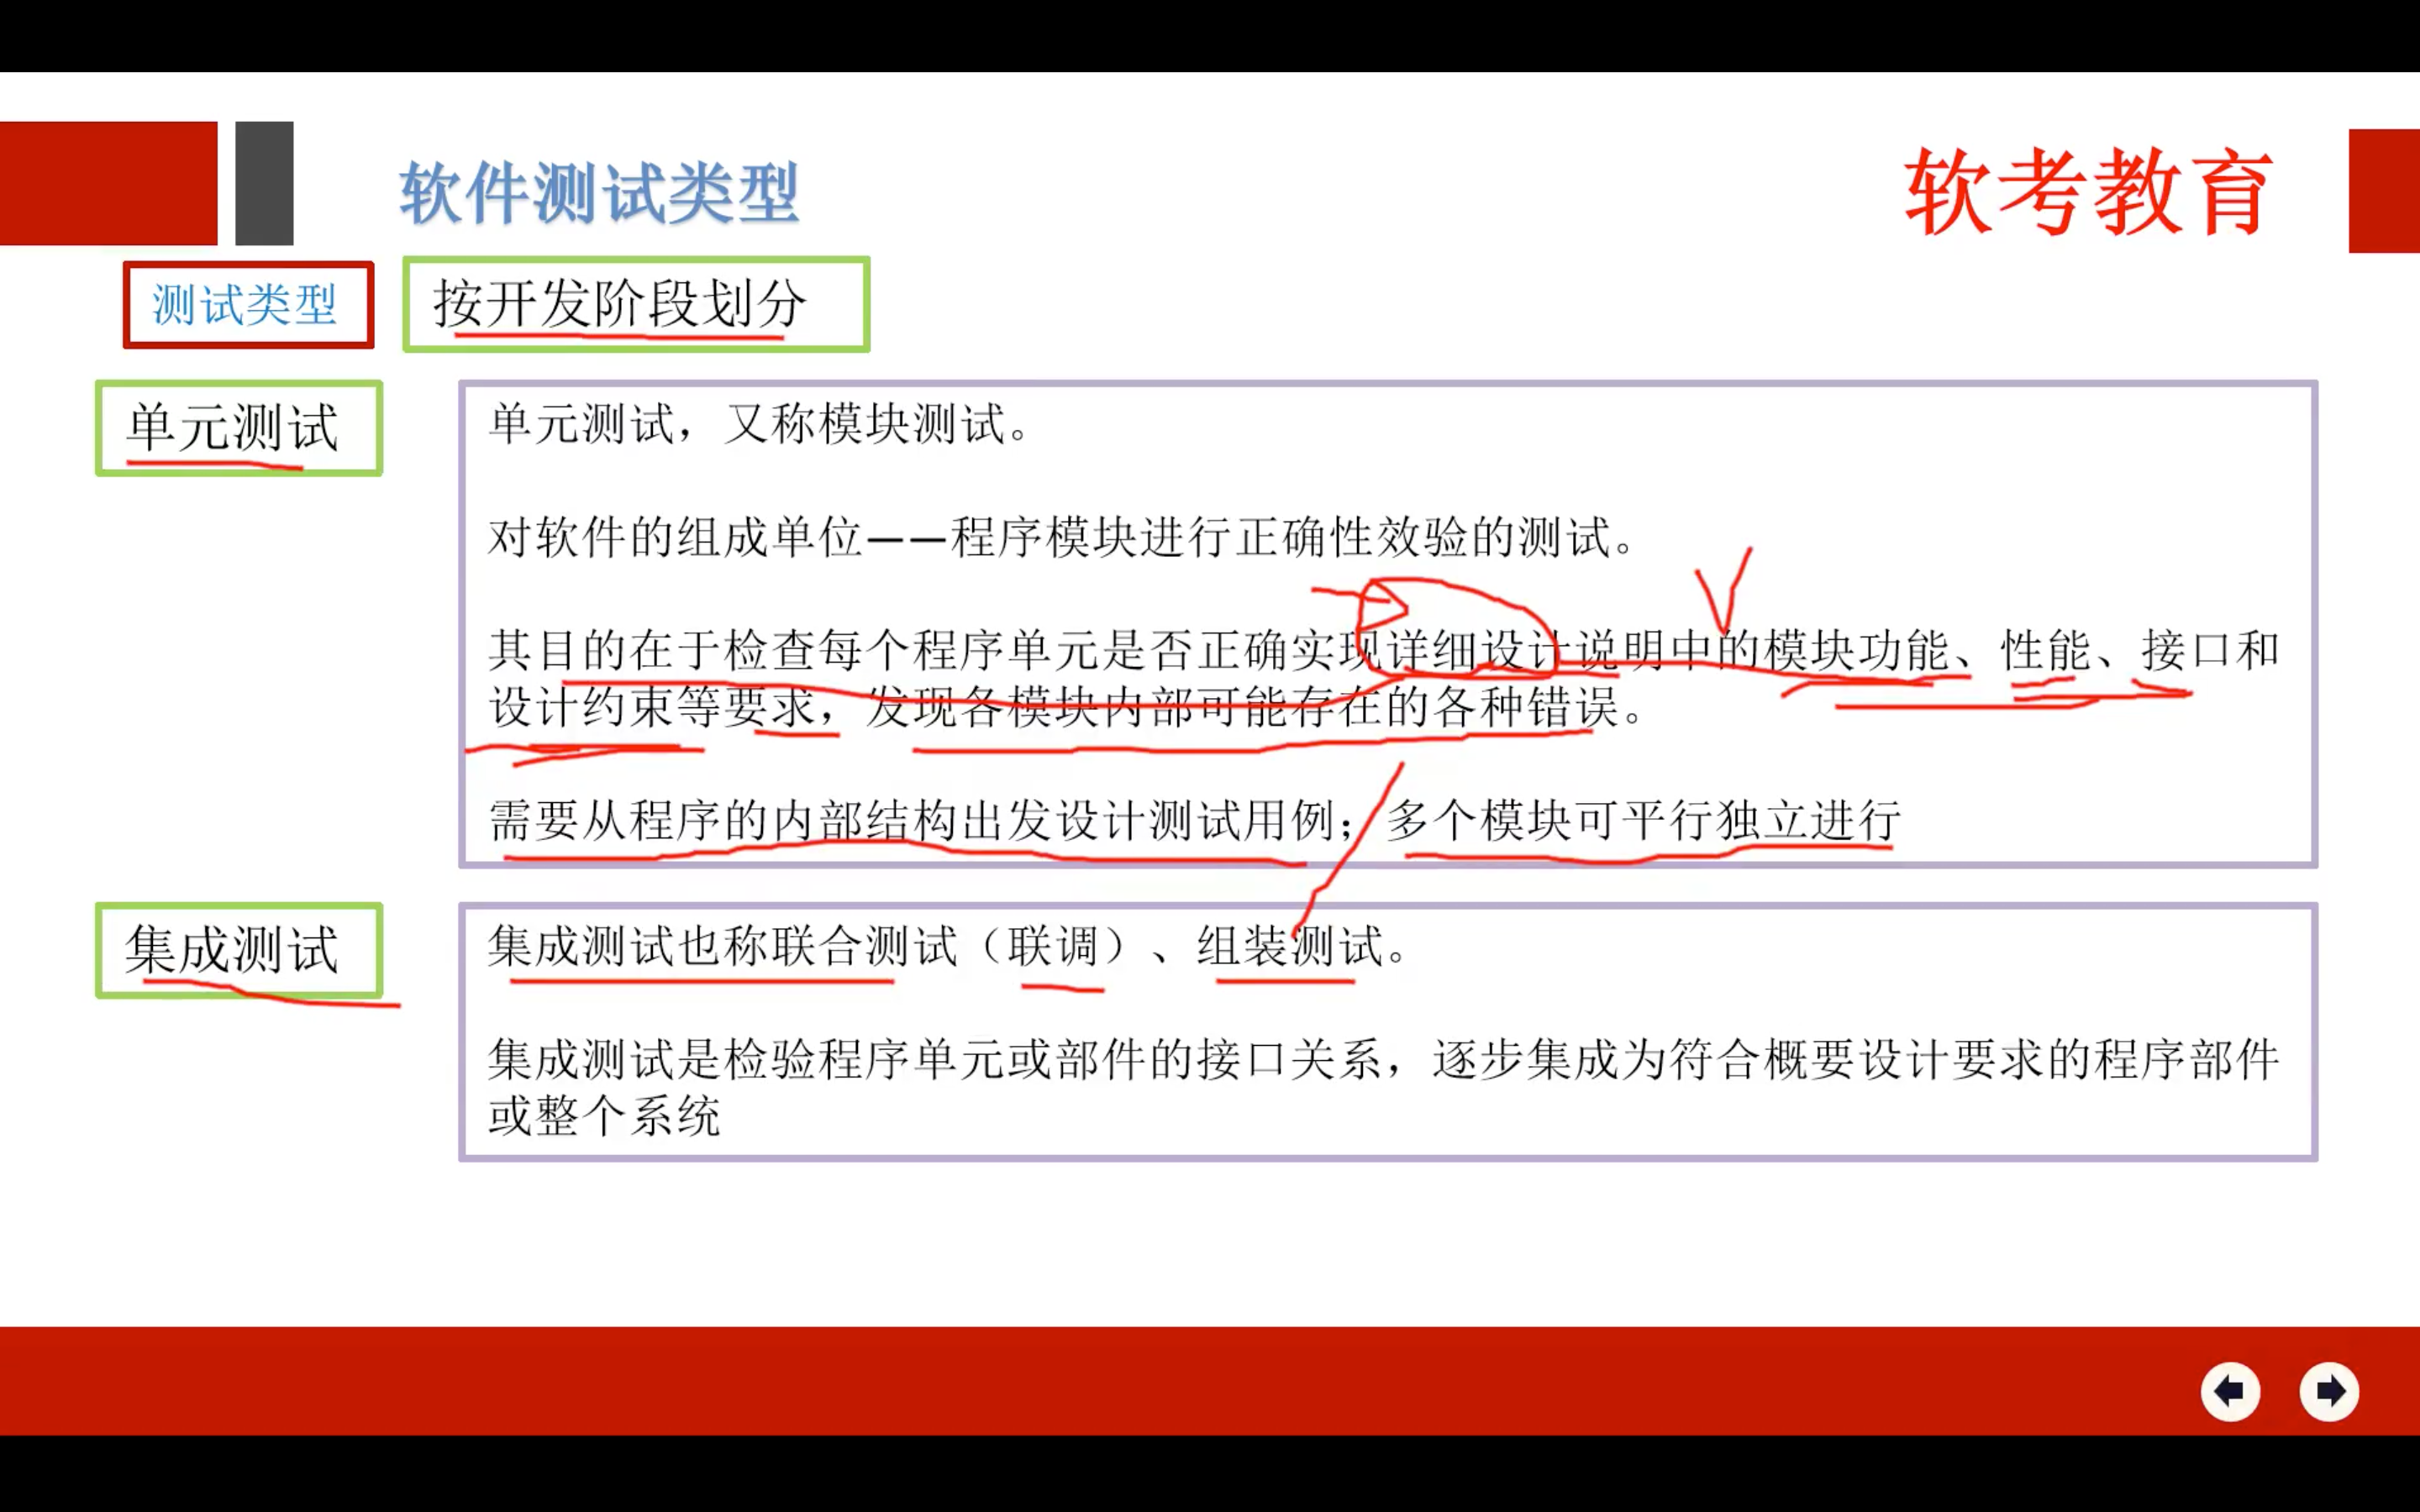 软件测试类型
软考教育
测试类型
按开发阶段划分
单元测试
单元测试，又称模块测试。
对软件的组成单位——程序模块进行正确性效验的测试。
其目的在于检查每个程序单元是否正确实现详细设计说明中的模块功能、性能、接口和
设计约束等要求，发现各模块内部可能存在的各种错误。
需要从程序的内部结构出发设计测试用例；多个模块可平行独立进行
集成测试
集成测试也称联合测试（联调）、组装测试。
集成测试是检验程序单元或部件的接口关系，逐步集成为符合概要设计要求的程序部件
或整个系统